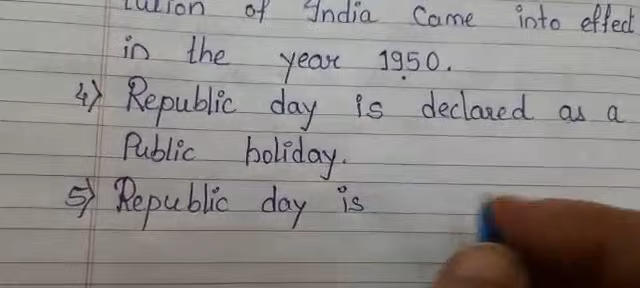 of India came into effect
in the year 1950.
4) Republic day is declared as a
Public holiday.
5) Republic day is